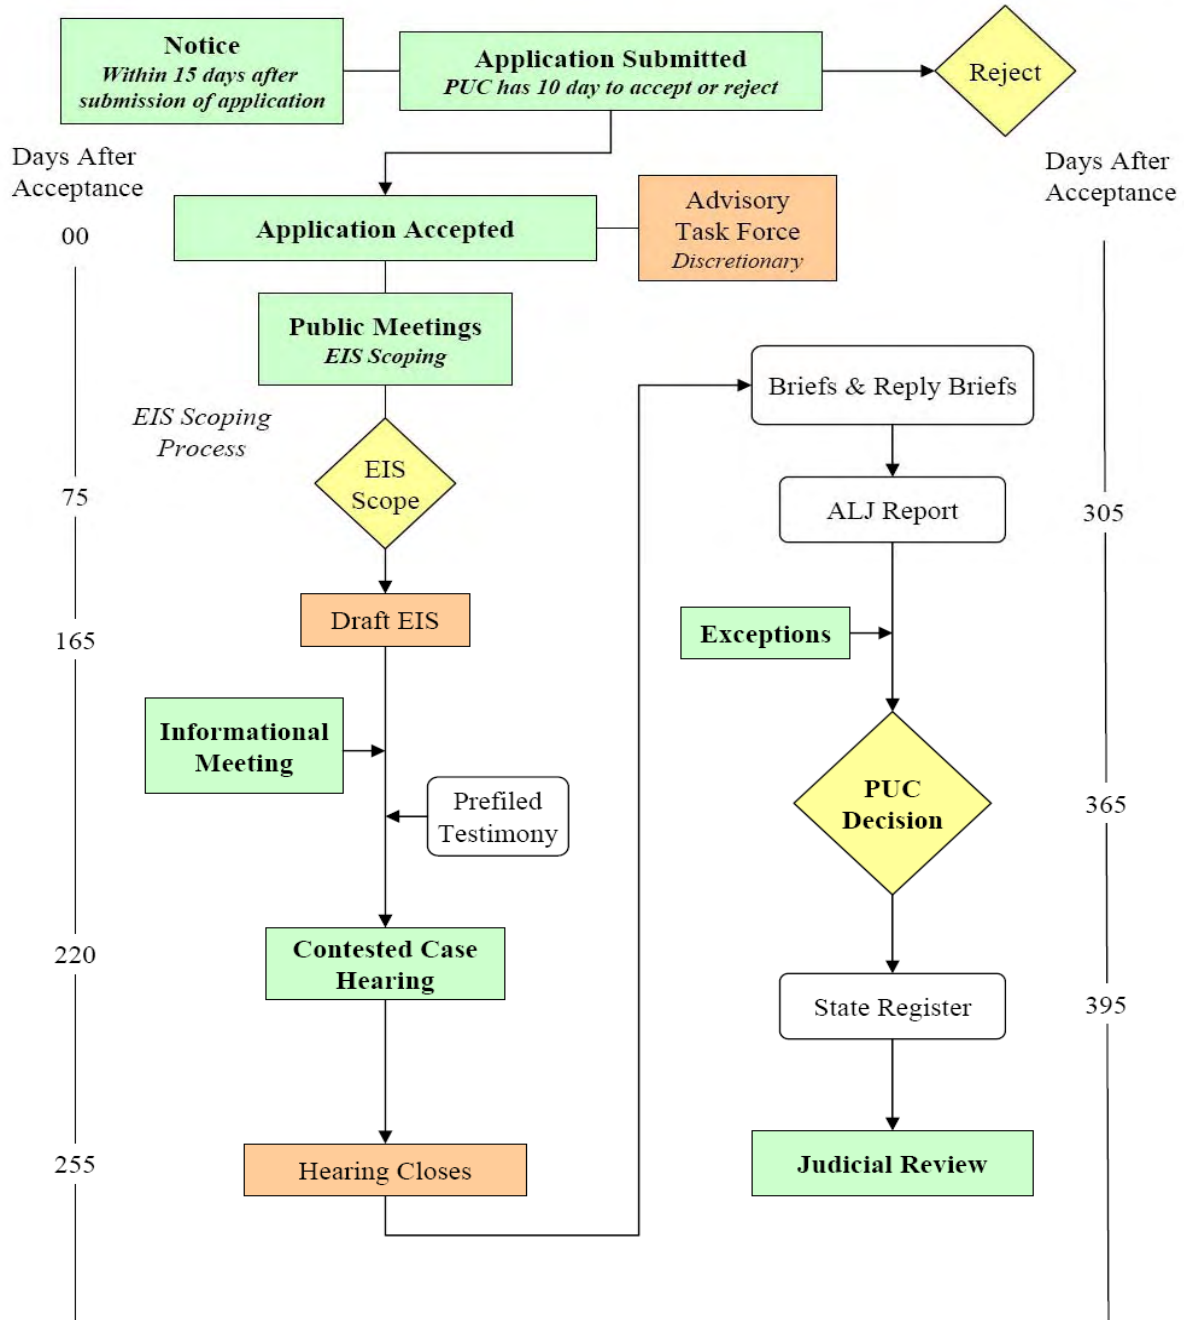 Notice
Within 15 days after
submission of application
Application Submitted
PUC has 10 day to accept or reject
Reject
Days After
Acceptance
00
Application Accepted
Advisory
Task Force
Discretionary
Days After
Acceptance
Public Meetings
EIS Scoping
EIS Scoping
Process
EIS
Scope
75
Draft EIS
165
Informational
Meeting
Prefiled
Testimony
Contested Case
Hearing
220
Hearing Closes
255
Briefs & Reply Briefs
ALJ Report
305
Exceptions
PUC
Decision
365
State Register
395
Judicial Review